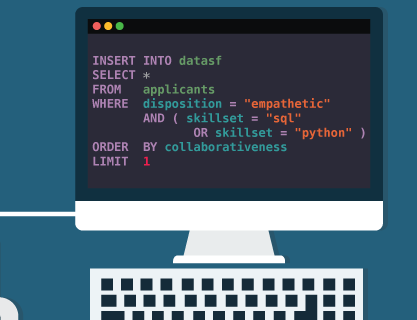 INSERT INTO datasf
SELECT *
FROM applicants
WHERE disposition = "empathetic"
AND ( skillset = "sql"
OR skillset = "python" )
ORDER BY collaborativeness
LIMIT 1